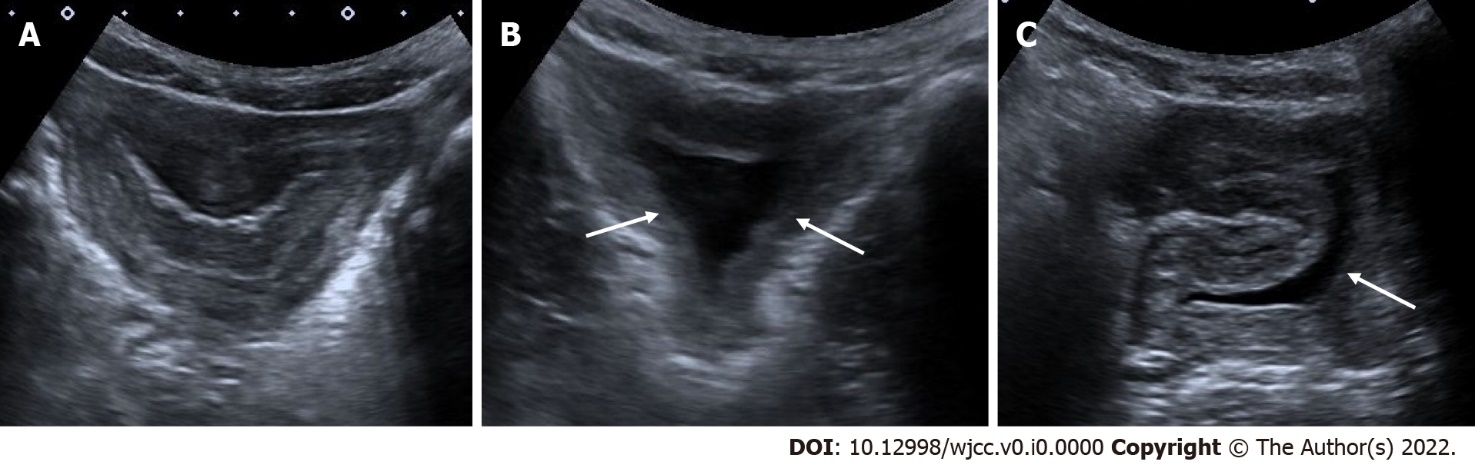 A
B
C
DOI: 10.12998/wjcc.v0.i0.0000 Copyright © The Author(s) 2022.